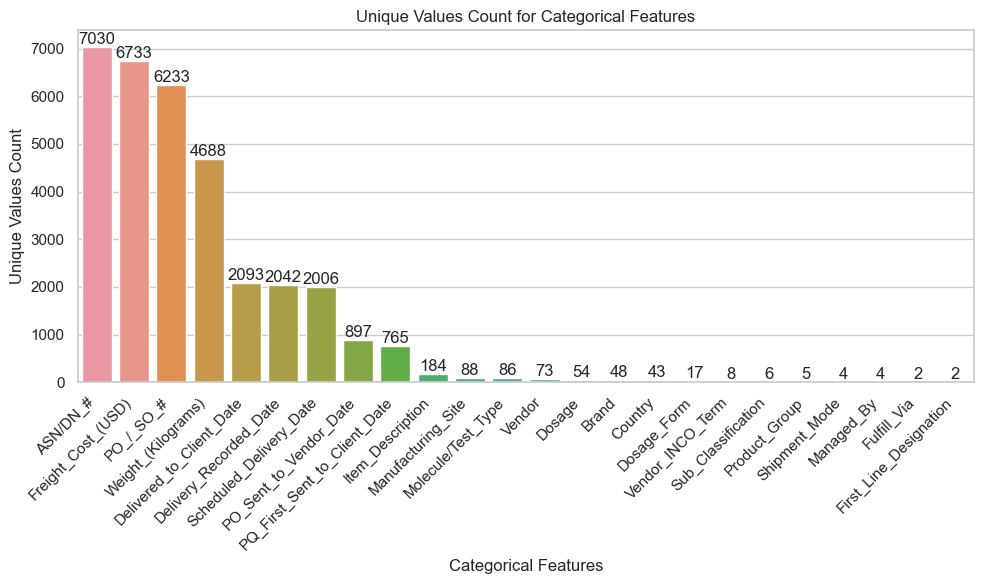 Unique Values Count for Categorical Features
Unique Values Count
7000
6000
5000
4000
3000
2000
1000
0
7030
6733
6233
4688
2093
2042
2006
897
765
184
88
86
73
54
48
43
17
8
6
5
4
4
2
2
ASN/DN_#
Freight_Cost_(USD)
PO_/_SO_#
Weight_(Kilograms)
Delivered_to_Client_Date
Delivery_Recorded_Date
Scheduled_Delivery_Date
PO_Sent_to_Vendor_Date
PQ_First_Sent_to_Client_Date
Item_Description
Manufacturing_Site
Molecule/Test_Type
Vendor
Dosage
Brand
Country
Dosage_Form
Vendor_INCO_Term
Sub_Classification
Product_Group
Shipment_Mode
Managed_By
Fulfill_Via
First_Line_Designation
Categorical Features